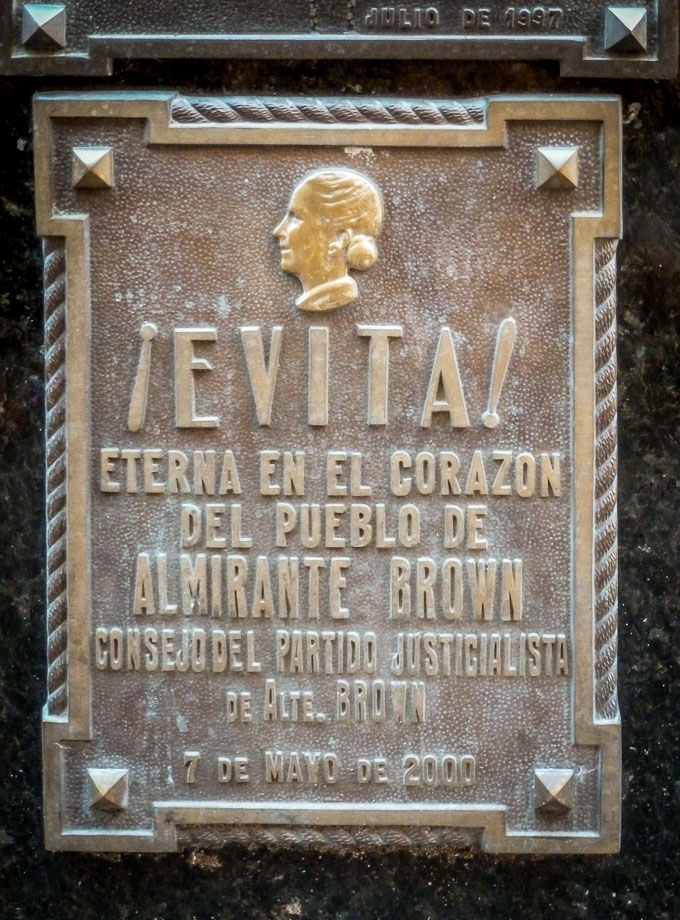 JULIO DE 1997
¡EVITA!
ETERNA EN EL CORAZON
DEL PUEBLO DE
ALMIRANTE BROWN
CONSEJO DEL PARTIDO JUSTICIALISTA
DE ALTE. BROWN
7 DE MAYO DE 2000